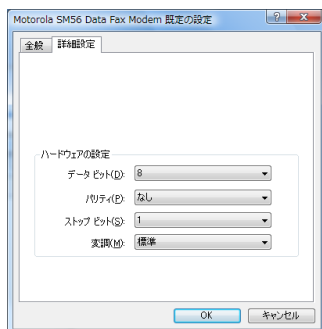 Motorola SM56 Data Fax Modem 既定の設定
全般 詳細設定
ハードウェアの設定
データ ビット(D): 8
パリティ(P): なし
ストップ ビット(S): 1
変調(M): 標準
OK キャンセル